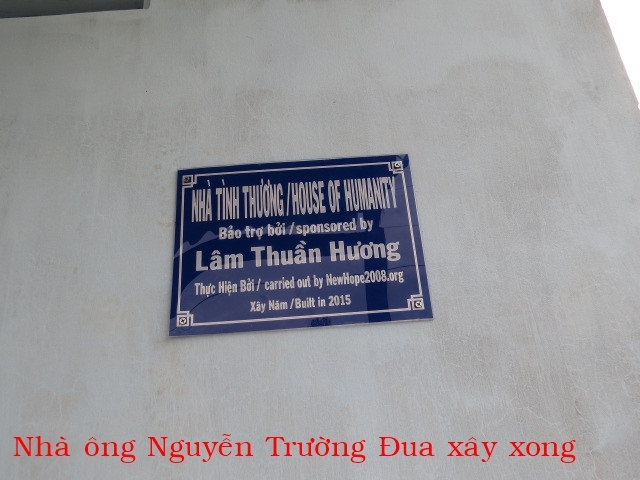 NHÀ TÌNH THƯƠNG / HOUSE OF HUMANITY
Bảo trợ bởi / sponsored by
Lâm Thuần Hương
Thực Hiện Bởi / carried out by NewHope2008.org
Xây Năm / Built in 2015
Nhà ông Nguyễn Trường Đua xây xong